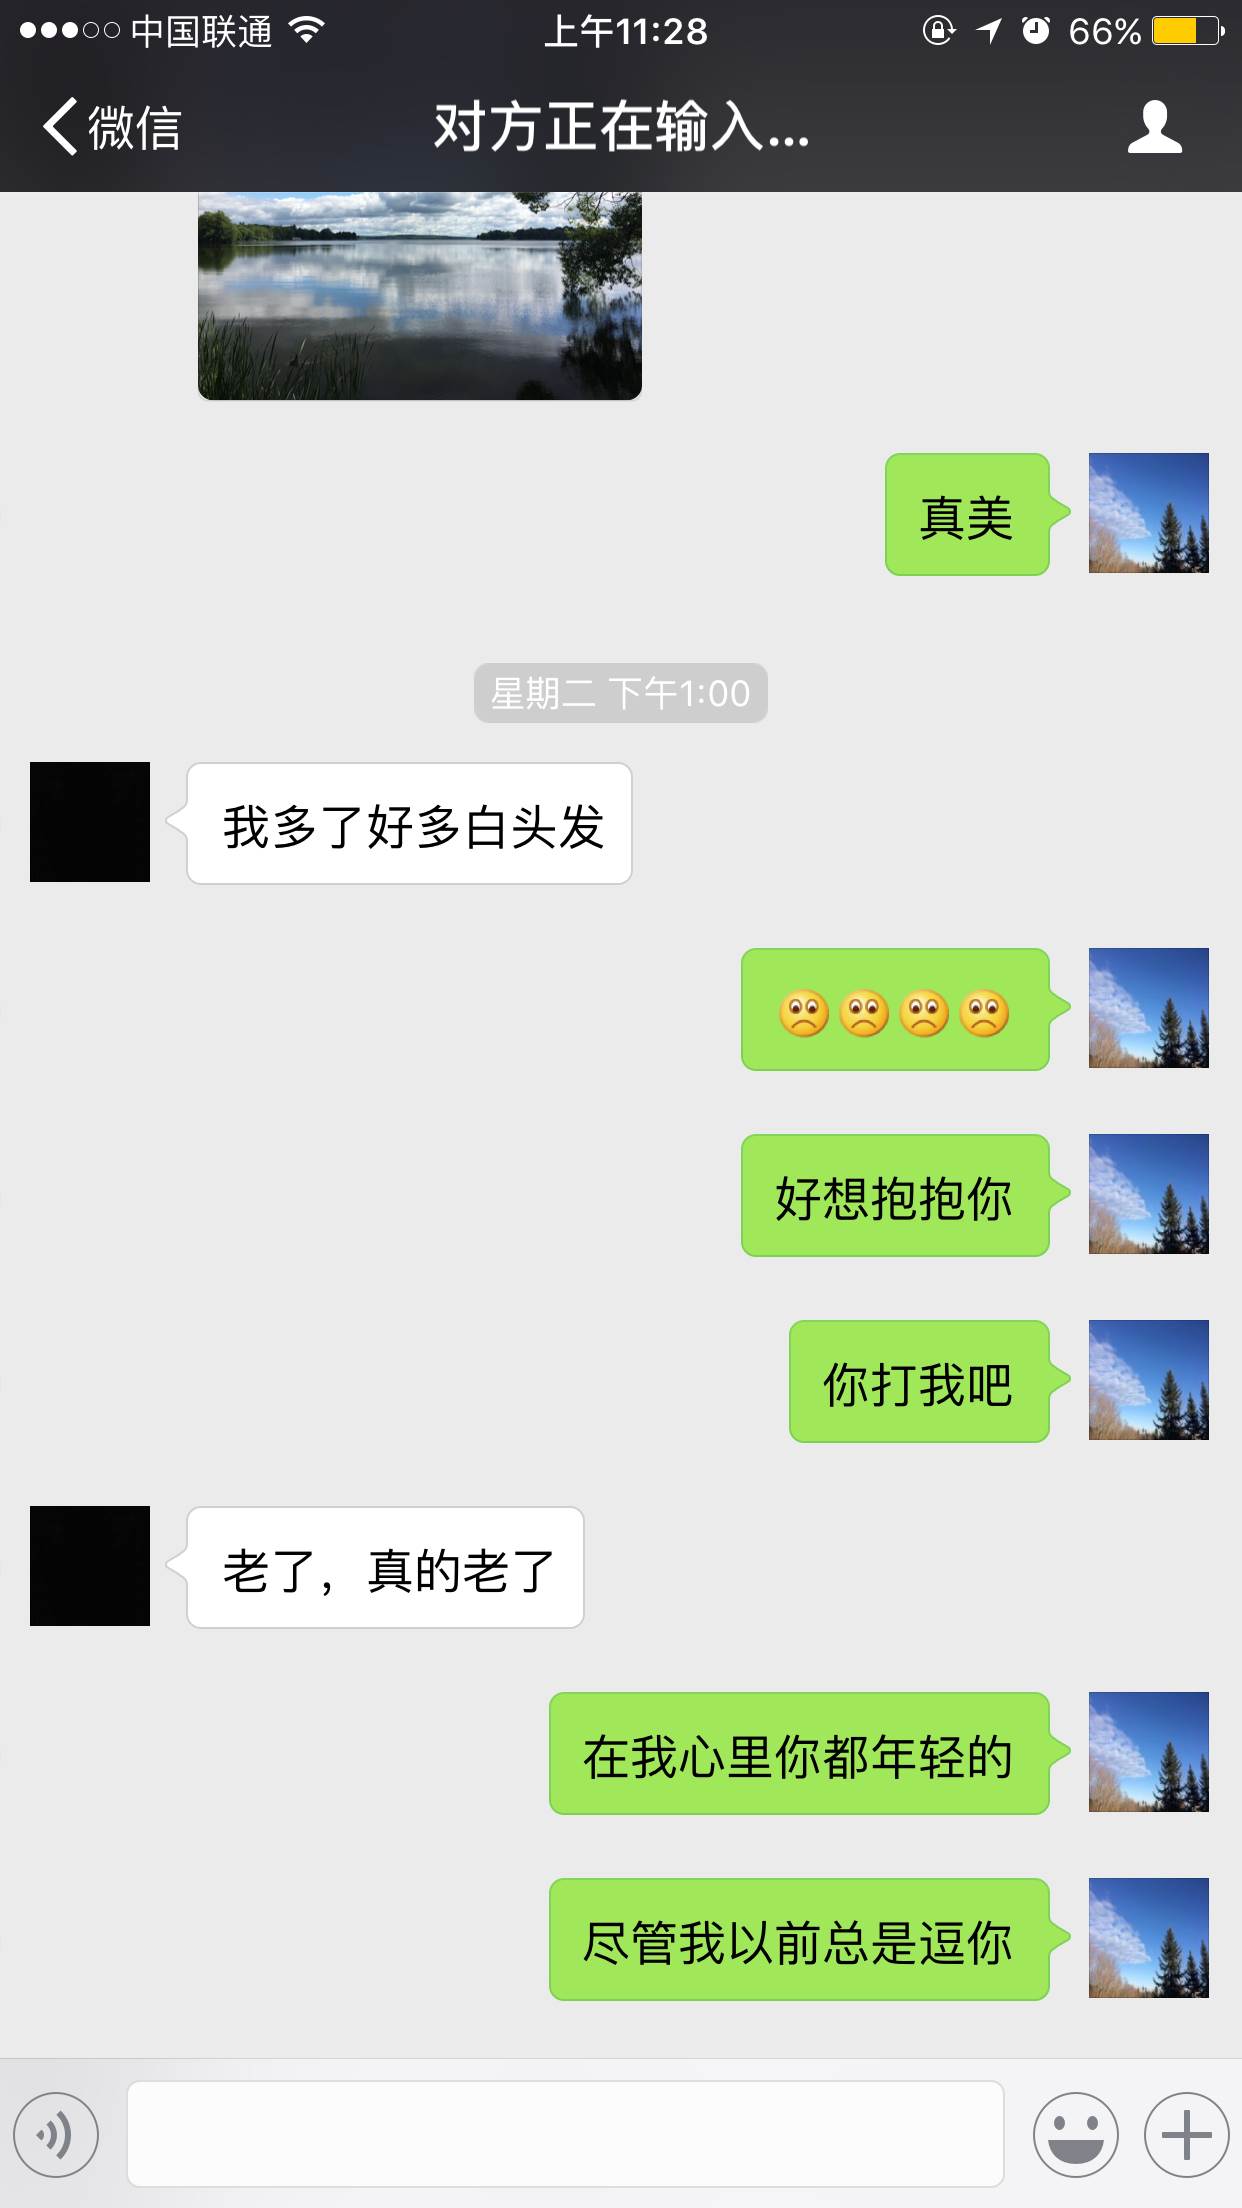 中国联通 上午11:28 66%
微信 对方正在输入...
真美
星期二 下午1:00
我多了好多白头发
好想抱抱你
你打我吧
老了，真的老了
在我心里你都年轻的
尽管我以前总是逗你